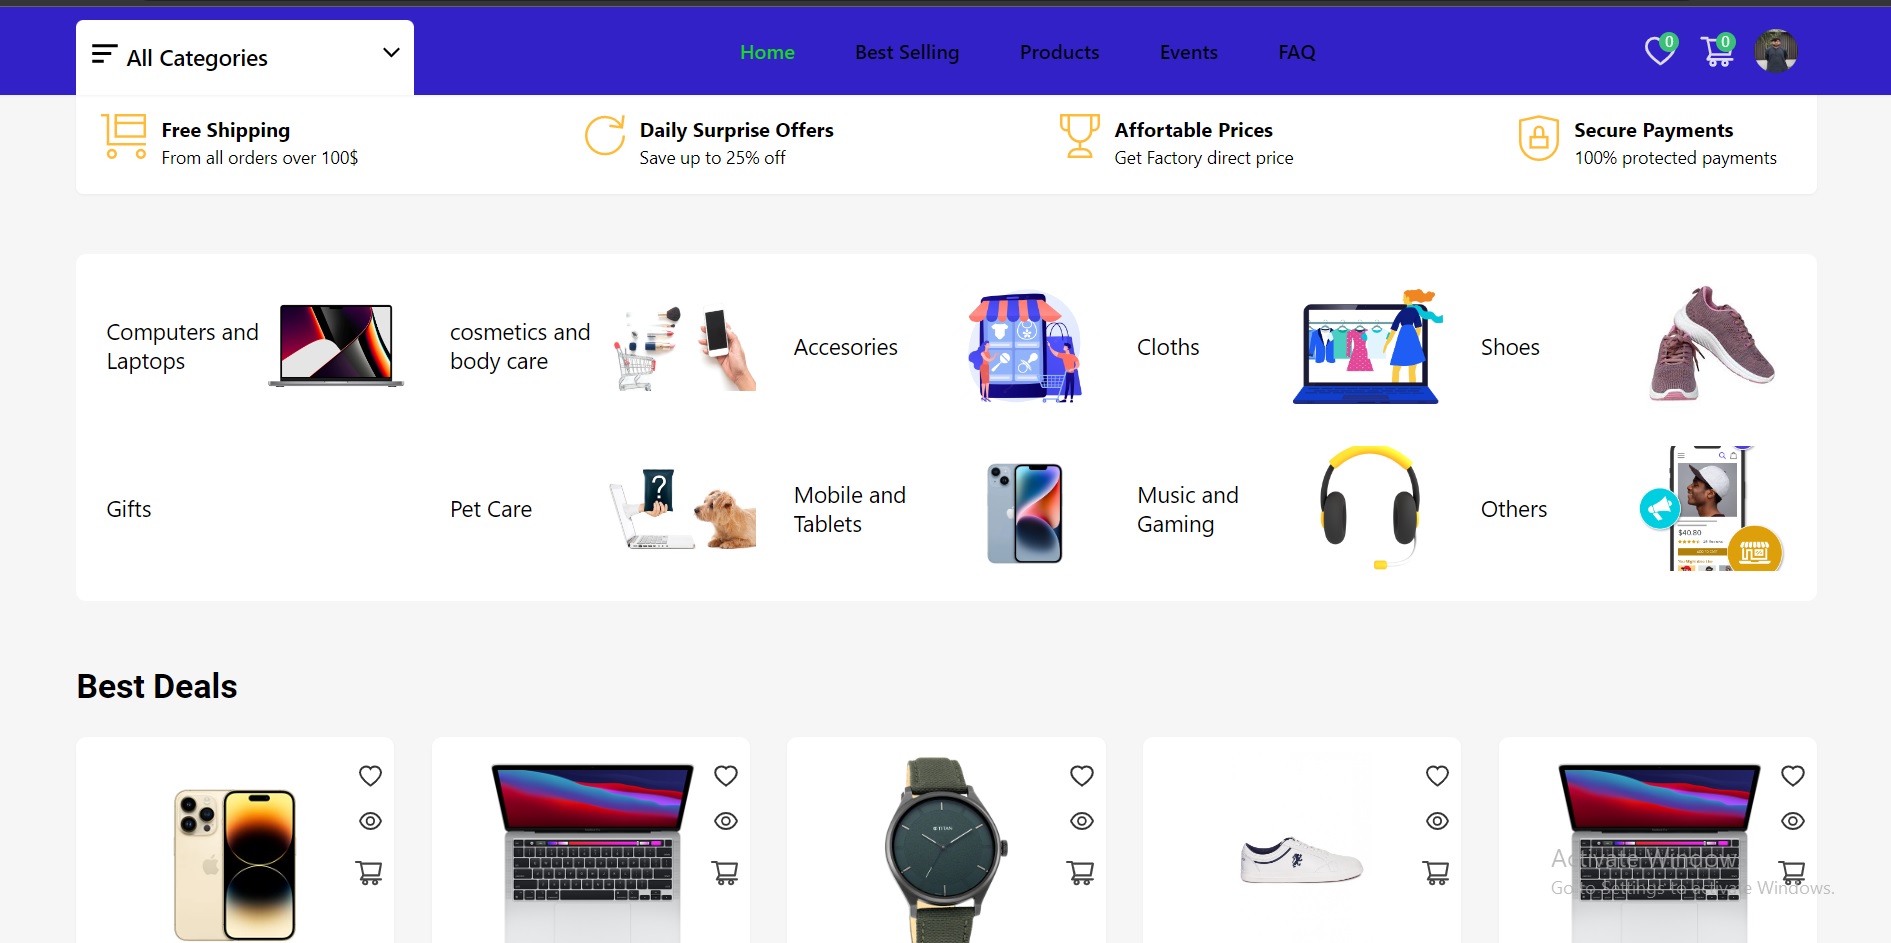 All Categories
Home
Best Selling
Products
Events
FAQ
0
0
Free Shipping
From all orders over 100$
Daily Surprise Offers
Save up to 25% off
Affortable Prices
Get Factory direct price
Secure Payments
100% protected payments
Computers and
Laptops
cosmetics and
body care
Accesories
Cloths
Shoes
Gifts
Pet Care
?
Mobile and
Tablets
Music and
Gaming
Others
$40.80
Best Deals
TITAN
Activate Windows
Go to Settings to activate Windows.